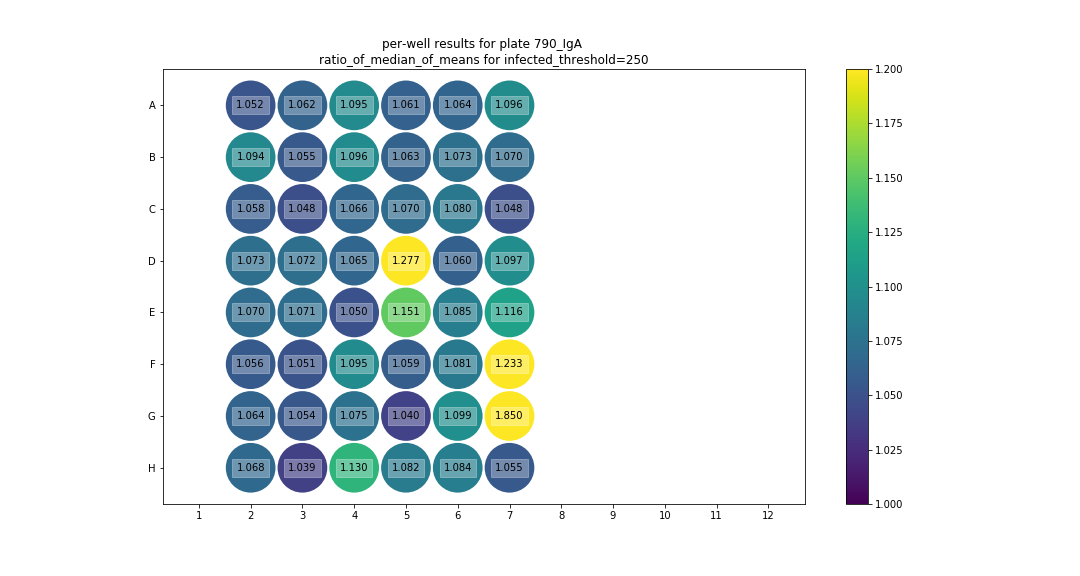 per-well results for plate 790_IgA
ratio_of_median_of_means for infected_threshold=250
A 1.052 1.062 1.095 1.061 1.064 1.096
B 1.094 1.055 1.096 1.063 1.073 1.070
C 1.058 1.048 1.066 1.070 1.080 1.048
D 1.073 1.072 1.065 1.277 1.060 1.097
E 1.070 1.071 1.050 1.151 1.085 1.116
F 1.056 1.051 1.095 1.059 1.081 1.233
G 1.064 1.054 1.075 1.040 1.099 1.850
H 1.068 1.039 1.130 1.082 1.084 1.055
1 2 3 4 5 6 7 8 9 10 11 12
1.200
1.175
1.150
1.125
1.100
1.075
1.050
1.025
1.000